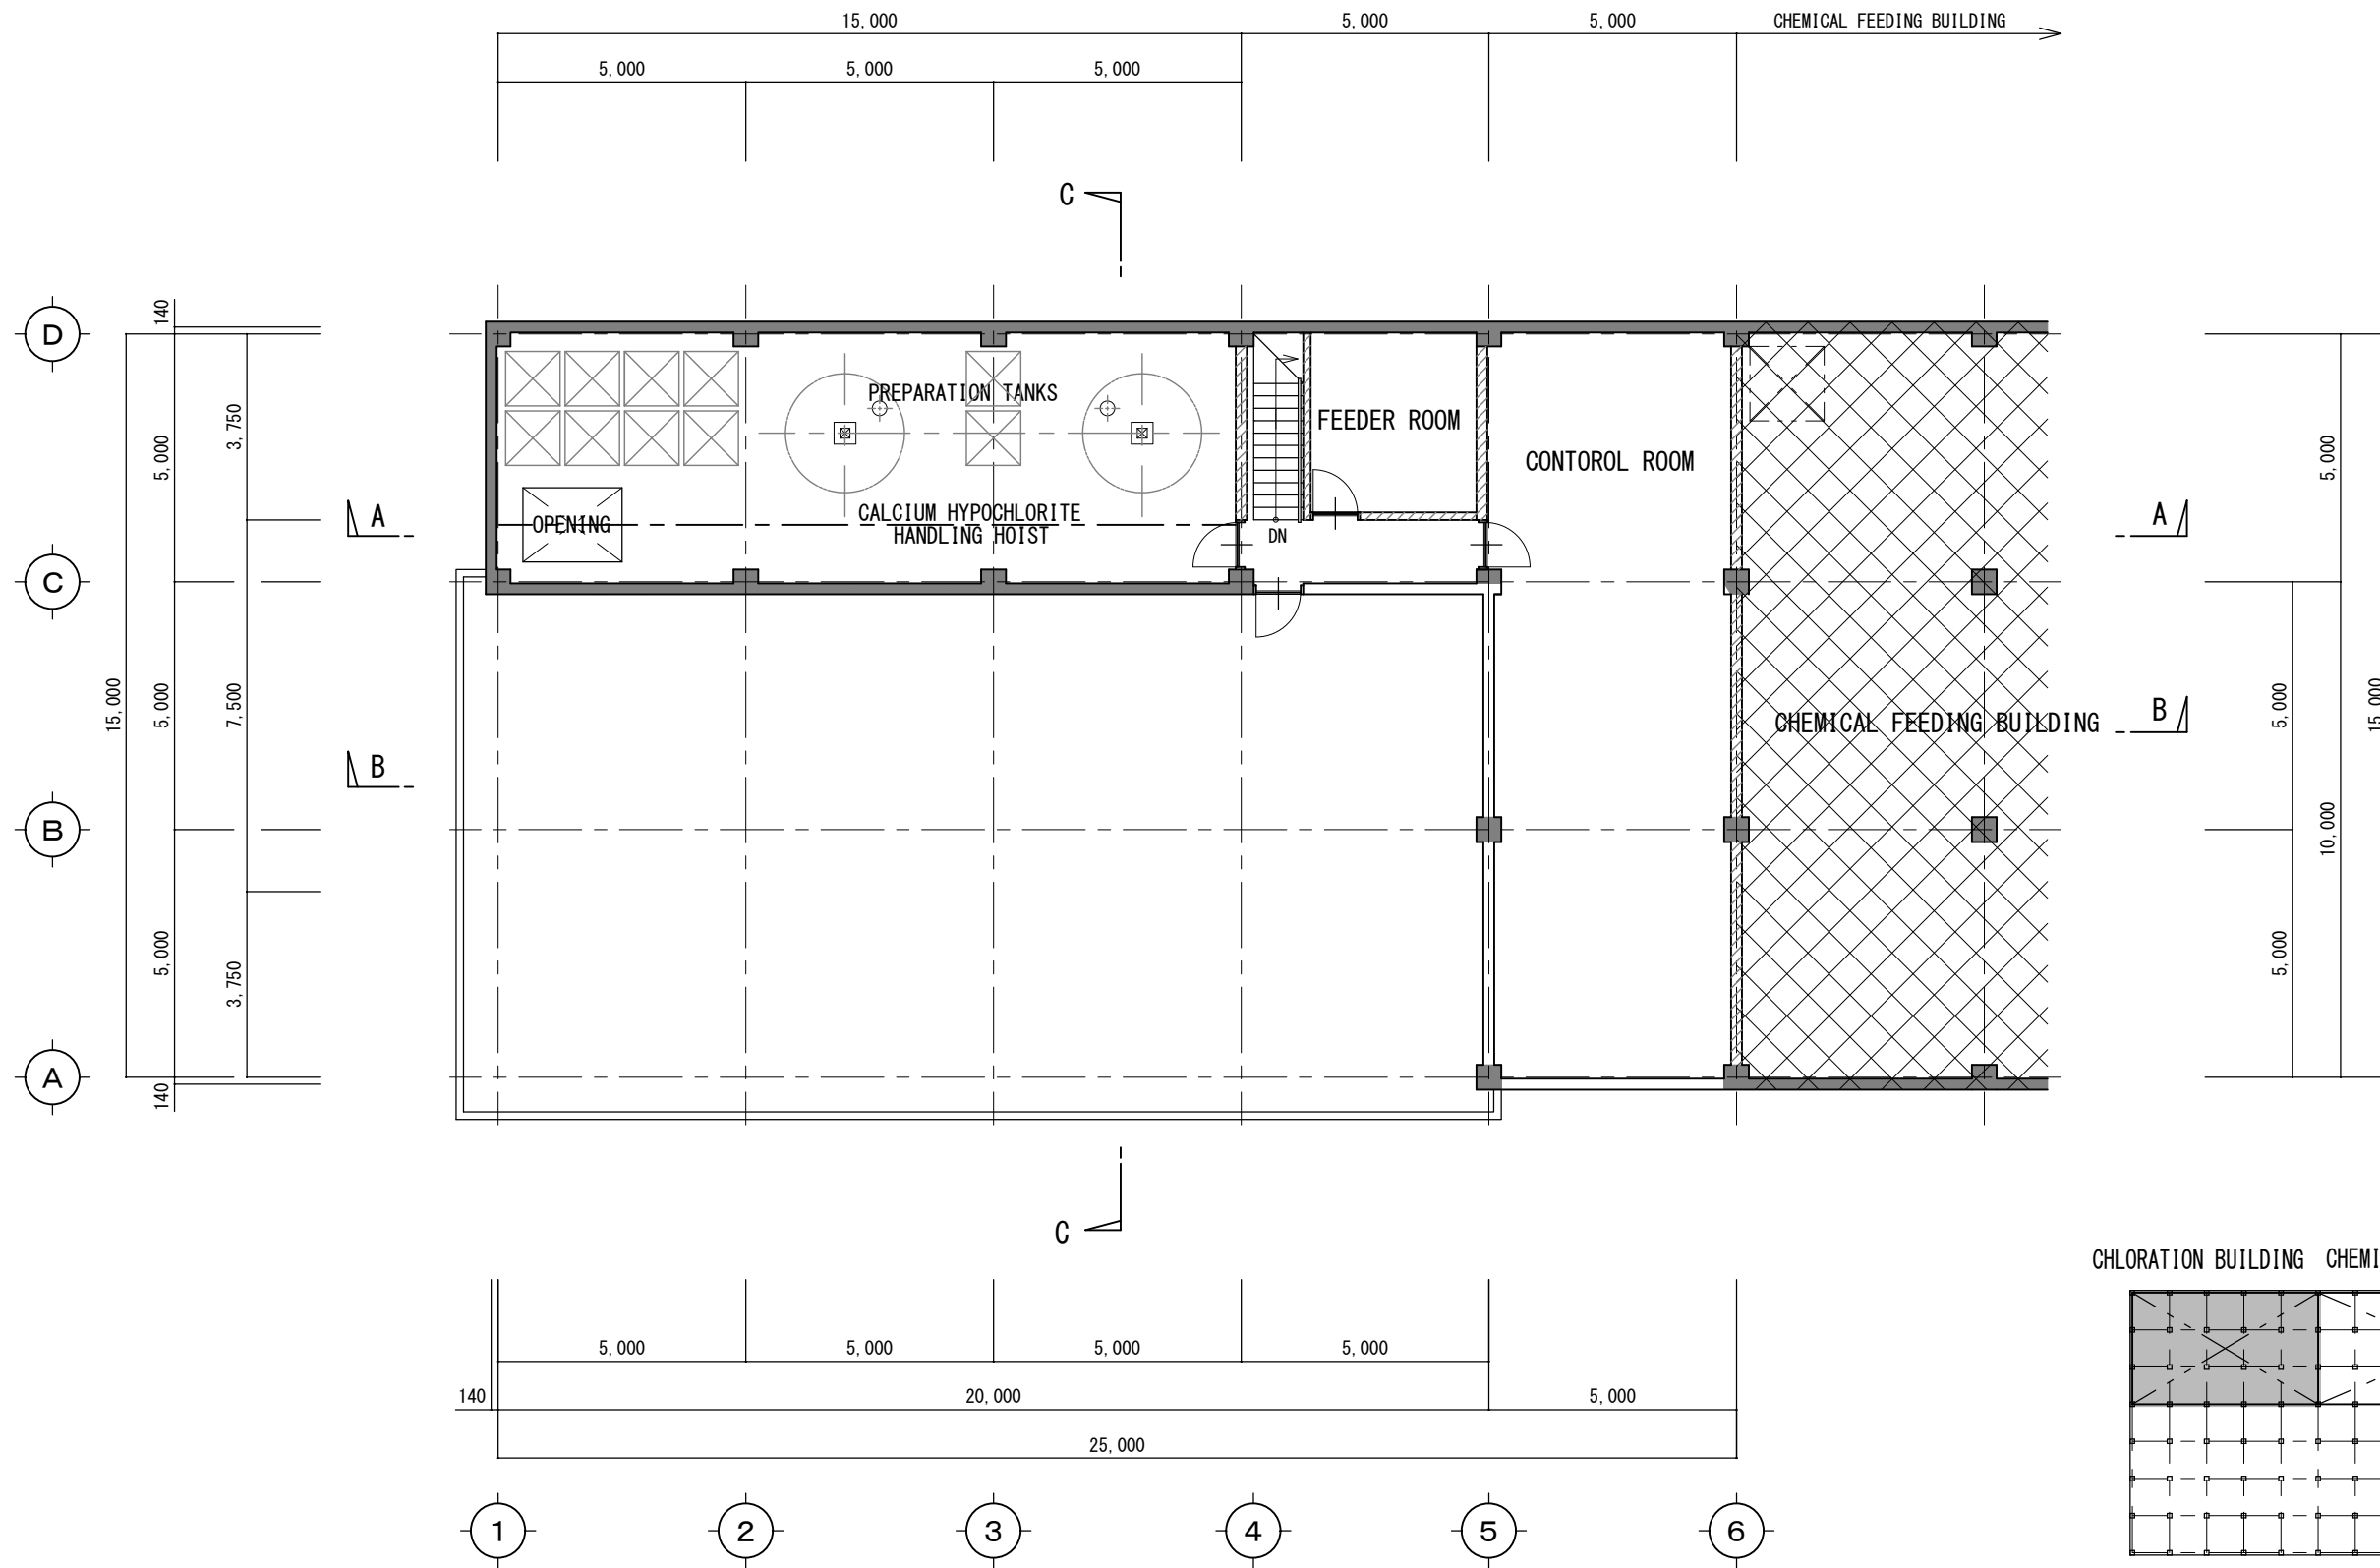 15,000
5,000
5,000
CHEMICAL FEEDING BUILDING
5,000
5,000
5,000
C
D
140
3,750
5,000
PREPARATION TANKS
FEEDER ROOM
CONTOROL ROOM
5,000
A
OPENING
CALCIUM HYPOCHLORITE
HANDLING HOIST
DN
A
C
15,000
5,000
7,500
CHEMICAL FEEDING BUILDING
B
5,000
15,000
B
B
10,000
5,000
3,750
5,000
A
140
C
CHLORATION BUILDING
CHEMI
5,000
5,000
5,000
5,000
140
20,000
5,000
25,000
1
2
3
4
5
6